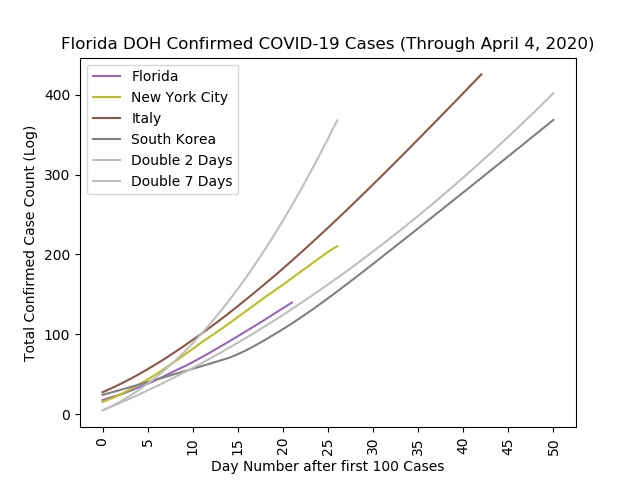 Florida DOH Confirmed COVID-19 Cases (Through April 4, 2020)
Florida
New York City
Italy
South Korea
Double 2 Days
Double 7 Days
Total Confirmed Case Count (Log)
400
300
200
100
0
0 5 10 15 20 25 30 35 40 45 50
Day Number after first 100 Cases